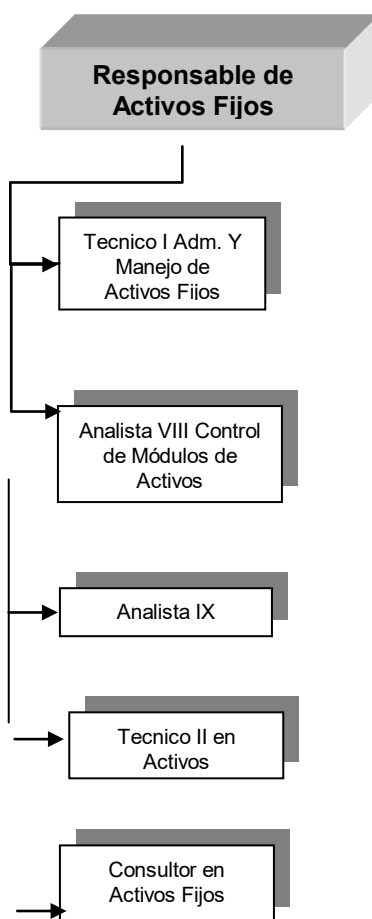 Responsable de
Activos Fijos
Tecnico I Adm. Y
Manejo de
Activos Fijos
Analista VIII Control
de Módulos de
Activos
Analista IX
Tecnico II en
Activos
Consultor en
Activos Fijos